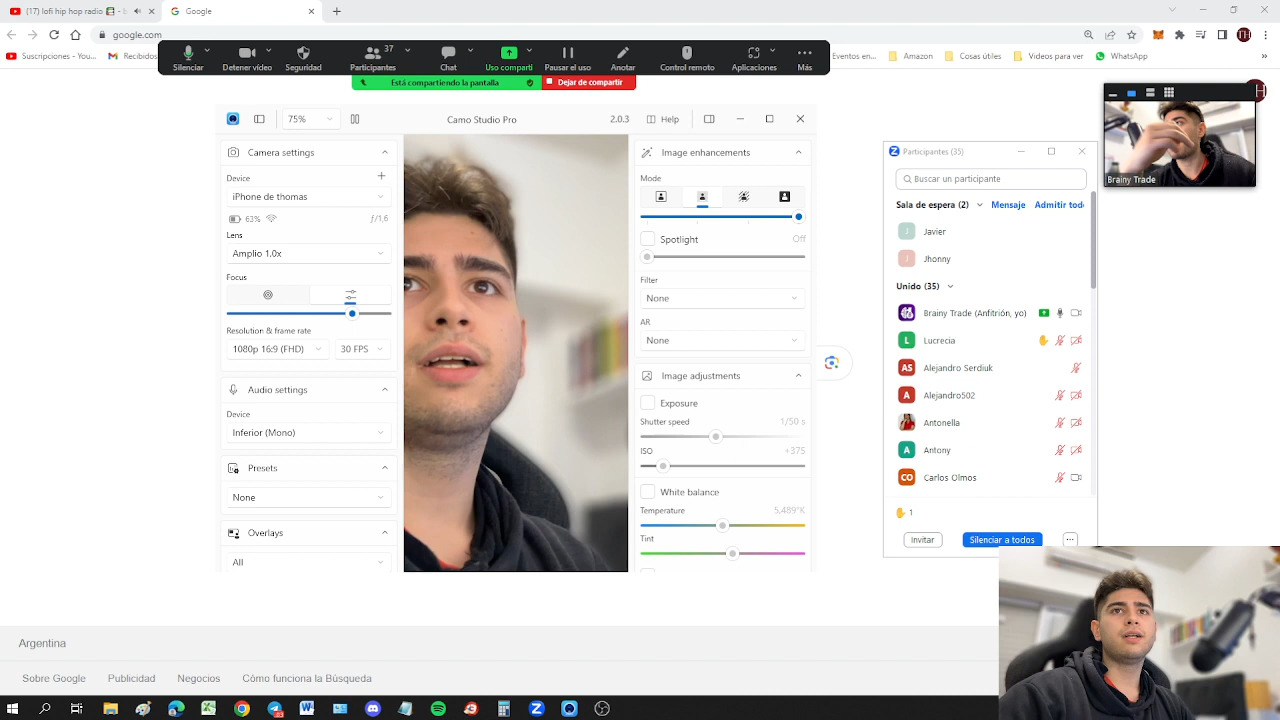 (17) lofi hip hop radio
Google
google.com
Suscripciones - You...
Recibidos
Eventos en...
Amazon
Cosas útiles
Videos para ver
WhatsApp
Silenciar
Detener video
Seguridad
Participantes
37
Chat
Uso comparti
Pausar el uso
Anotar
Control remoto
Aplicaciones
Más
Está compartiendo la pantalla
Dejar de compartir
75%
Camo Studio Pro
2.0.3
Help
Camera settings
Device
iPhone de thomas
63%
ƒ/1,6
Lens
Amplio 1,0x
Focus
Resolution & frame rate
1080p 16:9 (FHD)
30 FPS
Audio settings
Device
Inferior (Mono)
Presets
None
Overlays
All
Image enhancements
Mode
Spotlight
Off
Filter
None
AR
None
Image adjustments
Exposure
Shutter speed
1/50 s
ISO
+375
White balance
Temperature
5,489°K
Tint
Participantes (35)
Buscar un participante
Sala de espera (2)
Mensaje
Admitir tod
J
Javier
J
Jhonny
Unido (35)
Brainy Trade (Anfitrión, yo)
L
Lucrecia
AS
Alejandro Serdiuk
A
Alejandro502
Antonella
A
Antony
CO
Carlos Olmos
1
Invitar
Silenciar a todos
Brainy Trade
Argentina
Sobre Google
Publicidad
Negocios
Cómo funciona la Búsqueda